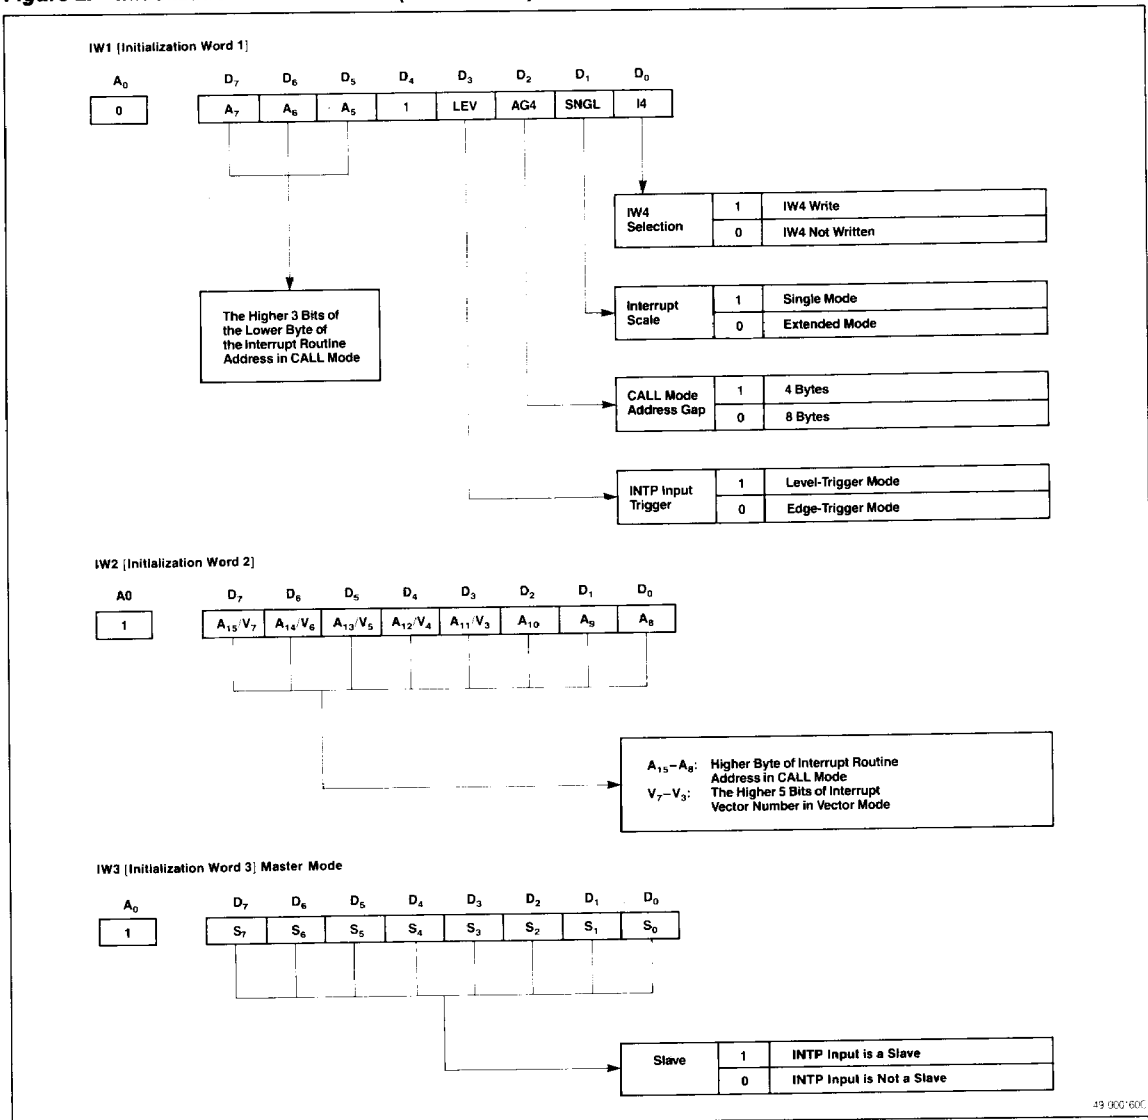 IW1 [Initialization Word 1]
A0 D7 D6 D5 D4 D3 D2 D1 D0
0 A7 A6 A5 1 LEV AG4 SNGL I4
IW4 Selection
1 IW4 Write
0 IW4 Not Written
Interrupt Scale
1 Single Mode
0 Extended Mode
The Higher 3 Bits of
the Lower Byte of
the Interrupt Routine
Address in CALL Mode
CALL Mode Address Gap
1 4 Bytes
0 8 Bytes
INTP Input Trigger
1 Level-Trigger Mode
0 Edge-Trigger Mode
IW2 [Initialization Word 2]
A0 D7 D6 D5 D4 D3 D2 D1 D0
1 A15/V7 A14/V6 A13/V5 A12/V4 A11/V3 A10 A9 A8
A15–A8: Higher Byte of Interrupt Routine
Address in CALL Mode
V7–V3: The Higher 5 Bits of Interrupt
Vector Number in Vector Mode
IW3 [Initialization Word 3] Master Mode
A0 D7 D6 D5 D4 D3 D2 D1 D0
1 S7 S6 S5 S4 S3 S2 S1 S0
Slave
1 INTP Input is a Slave
0 INTP Input is Not a Slave